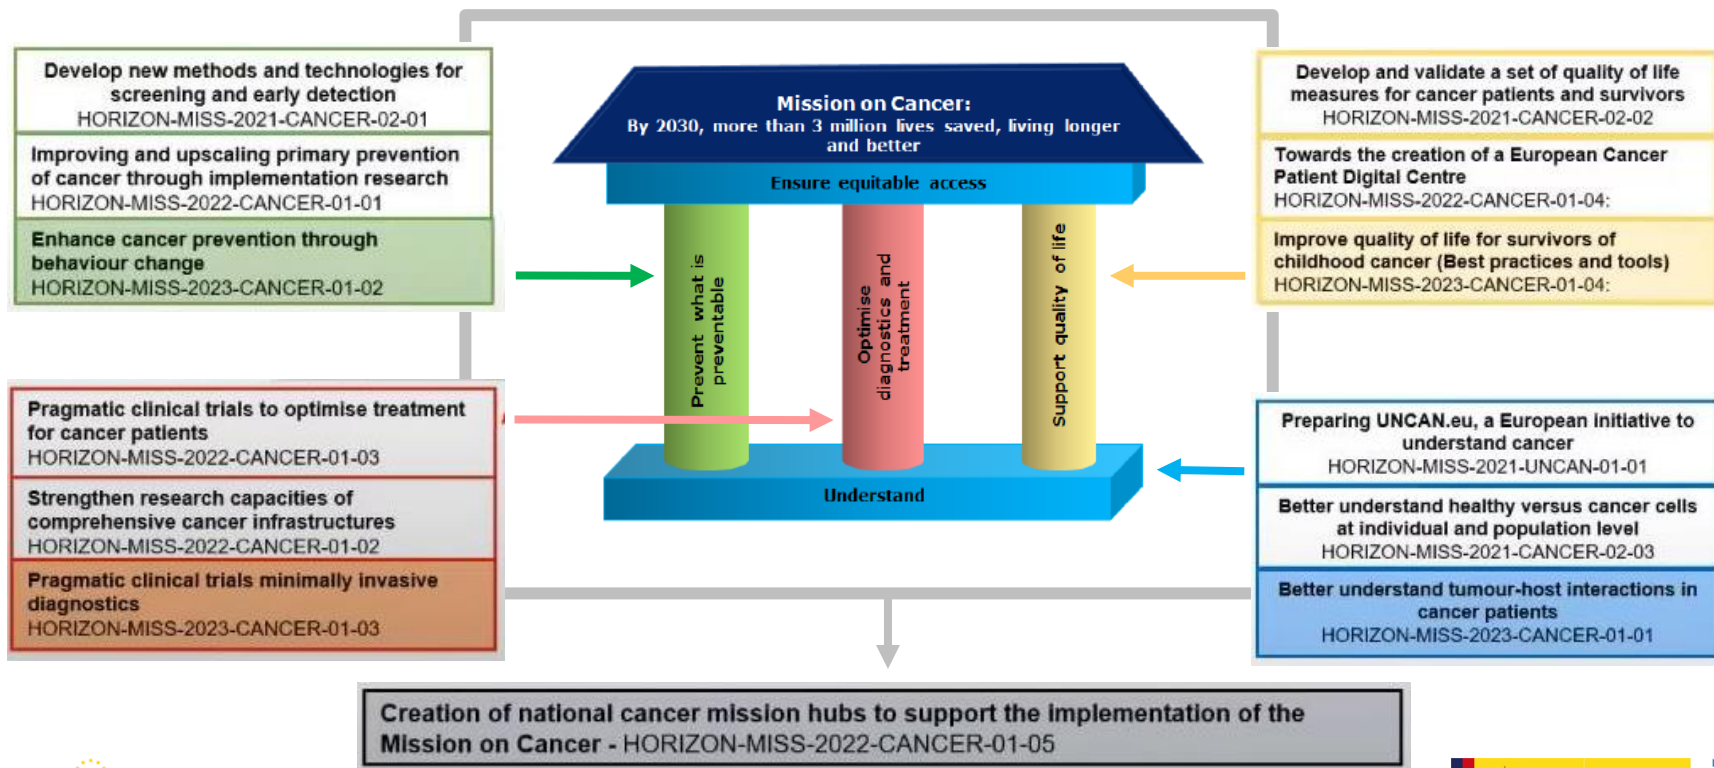 Develop new methods and technologies for
screening and early detection
HORIZON-MISS-2021-CANCER-02-01
Improving and upscaling primary prevention
of cancer through implementation research
HORIZON-MISS-2022-CANCER-01-01
Enhance cancer prevention through
behaviour change
HORIZON-MISS-2023-CANCER-01-02
Mission on Cancer:
By 2030, more than 3 million lives saved, living longer
and better
Ensure equitable access
Prevent what is
preventable
Optimise
diagnostics and
treatment
Support quality of life
Understand
Develop and validate a set of quality of life
measures for cancer patients and survivors
HORIZON-MISS-2021-CANCER-02-02
Towards the creation of a European Cancer
Patient Digital Centre
HORIZON-MISS-2022-CANCER-01-04:
Improve quality of life for survivors of
childhood cancer (Best practices and tools)
HORIZON-MISS-2023-CANCER-01-04:
Pragmatic clinical trials to optimise treatment
for cancer patients
HORIZON-MISS-2022-CANCER-01-03
Strengthen research capacities of
comprehensive cancer infrastructures
HORIZON-MISS-2022-CANCER-01-02
Pragmatic clinical trials minimally invasive
diagnostics
HORIZON-MISS-2023-CANCER-01-03
Preparing UNCAN.eu, a European initiative to
understand cancer
HORIZON-MISS-2021-UNCAN-01-01
Better understand healthy versus cancer cells
at individual and population level
HORIZON-MISS-2021-CANCER-02-03
Better understand tumour-host interactions in
cancer patients
HORIZON-MISS-2023-CANCER-01-01
Creation of national cancer mission hubs to support the implementation of the
Mission on Cancer - HORIZON-MISS-2022-CANCER-01-05